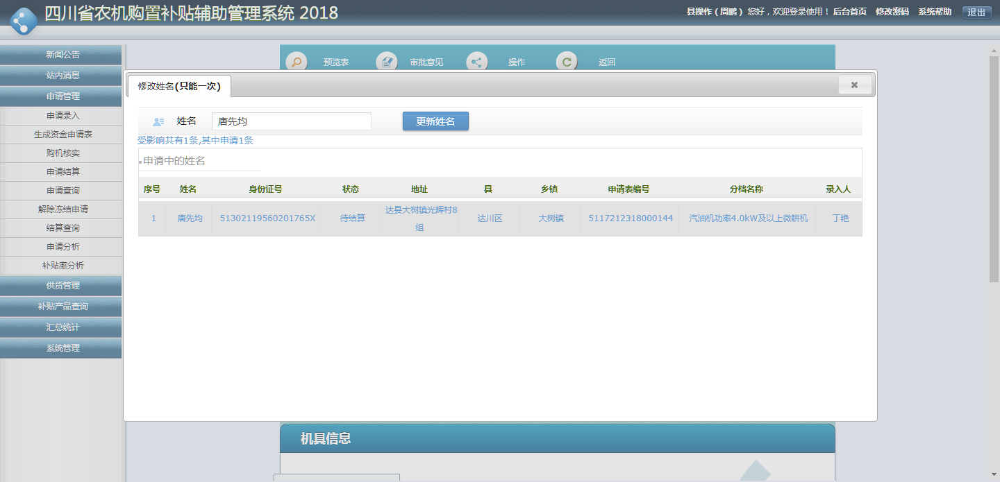 四川省农机购置补贴辅助管理系统 2018
县操作（周鹏）您好，欢迎登录使用！ 后台首页 修改密码 系统帮助 退出
新闻公告
站内消息
申请管理
申请录入
生成资金申请表
购机核实
申请结算
申请查询
解除冻结申请
结算查询
申请分析
补贴率分析
供货管理
补贴产品查询
汇总统计
系统管理
预览表 审批意见 操作 返回
修改姓名(只能一次)
姓名 唐先均 更新姓名
受影响共有1条,其中申请1条
申请中的姓名
序号 姓名 身份证号 状态 地址 县 乡镇 申请表编号 分档名称 录入人
1 唐先均 51302119560201765X 待结算 达县大树镇光辉村8组 达川区 大树镇 5117212318000144 汽油机功率4.0kW及以上微耕机 丁艳
机具信息